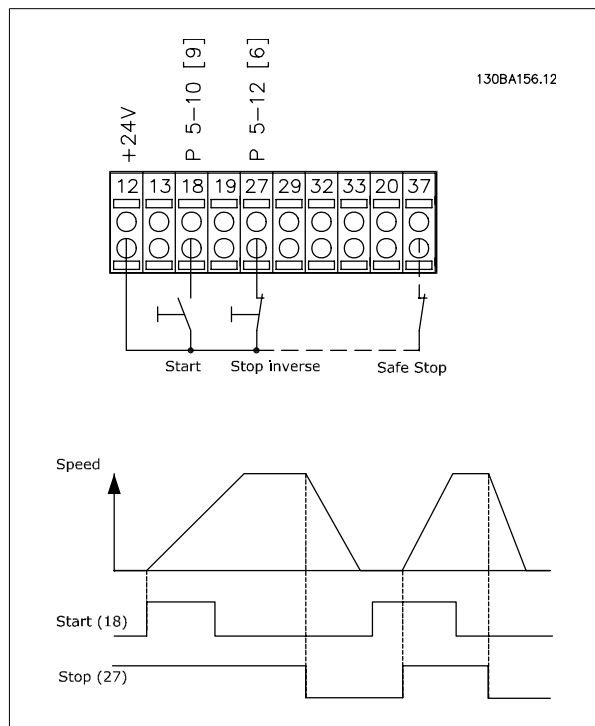 130BA156.12
+24V
P 5-10 [9]
P 5-12 [6]
12 13 18 19 27 29 32 33 20 37
Start Stop inverse Safe Stop
Speed
Start (18)
Stop (27)